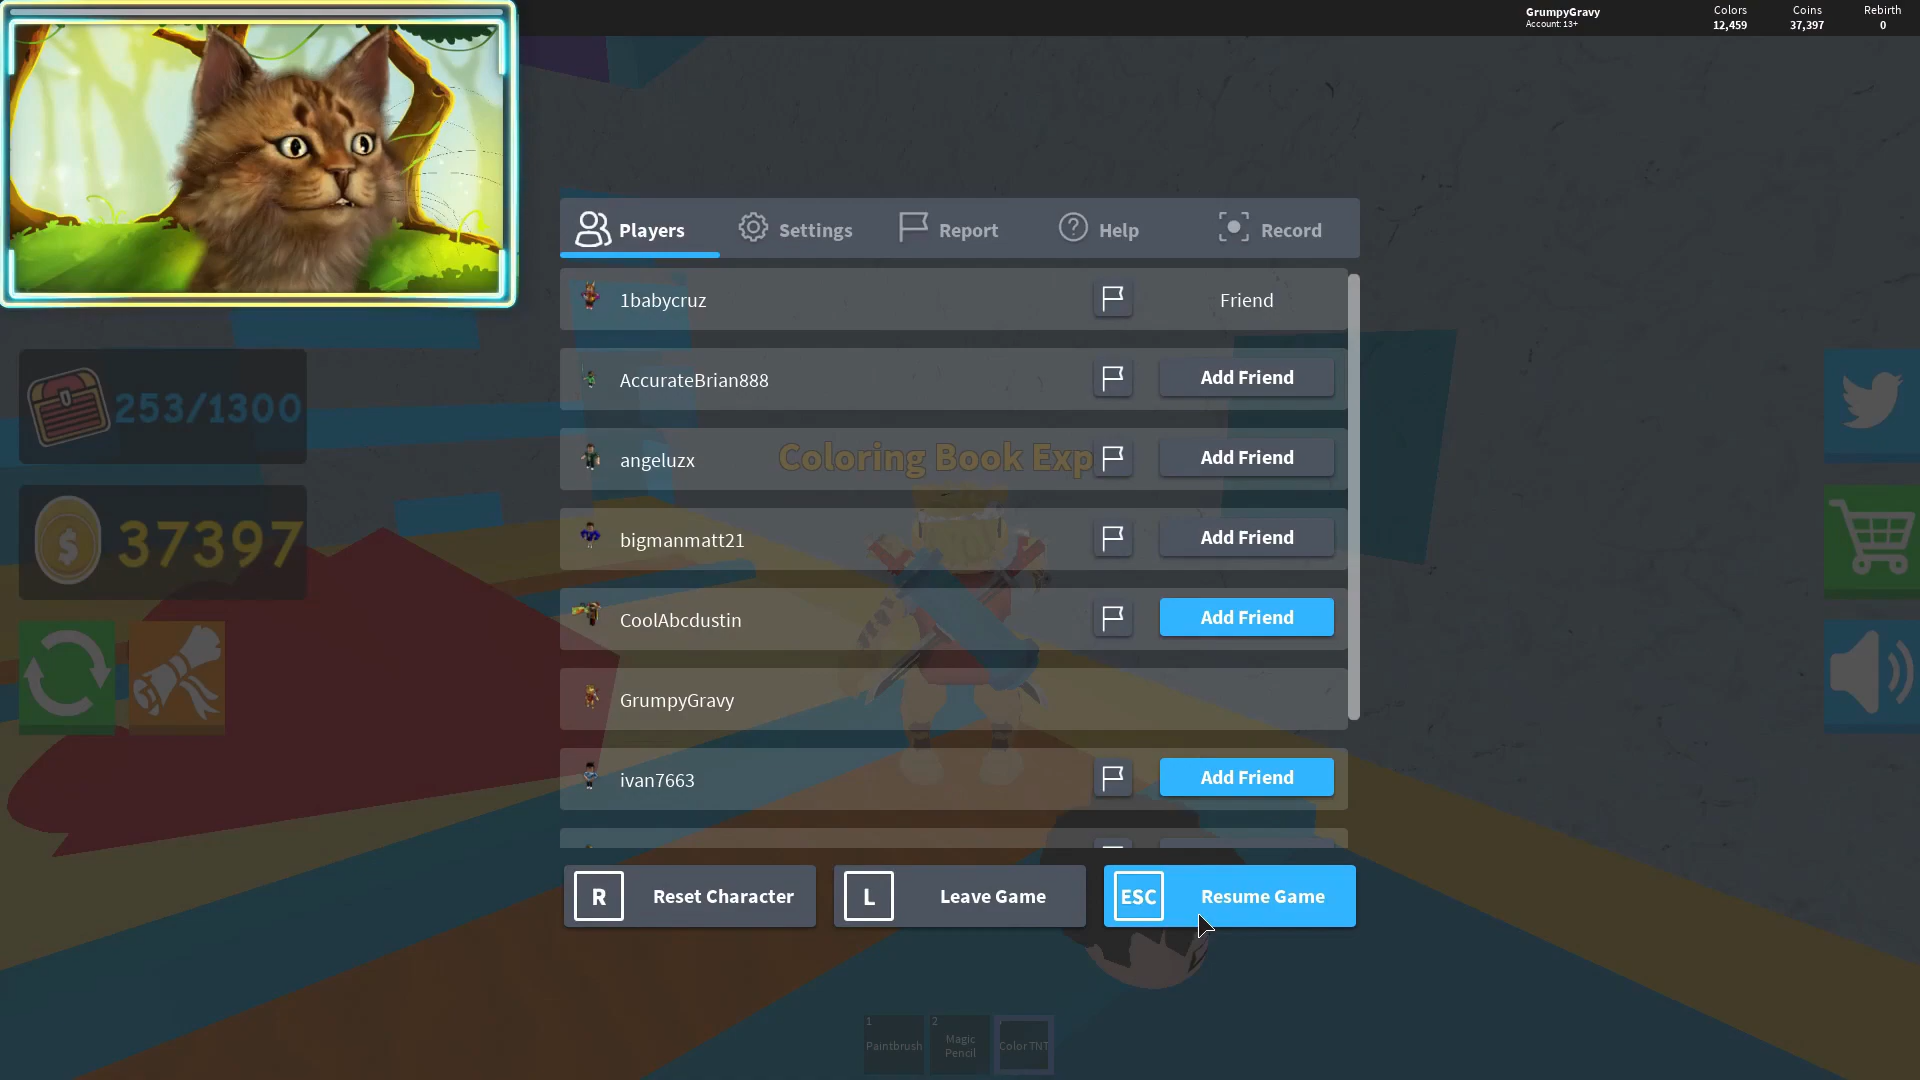 GrumpyGravy
Account: 13+
Colors
12,459
Coins
37,397
Rebirth
0
Players
Settings
Report
Help
Record
1babycruz
Friend
AccurateBrian888
Add Friend
angeluzx
Add Friend
Coloring Book Exp
bigmanmatt21
Add Friend
CoolAbcdustin
Add Friend
GrumpyGravy
ivan7663
Add Friend
253/1300
$
37397
R
Reset Character
L
Leave Game
ESC
Resume Game
1
Paintbrush
2
Magic
Pencil
Color TNT